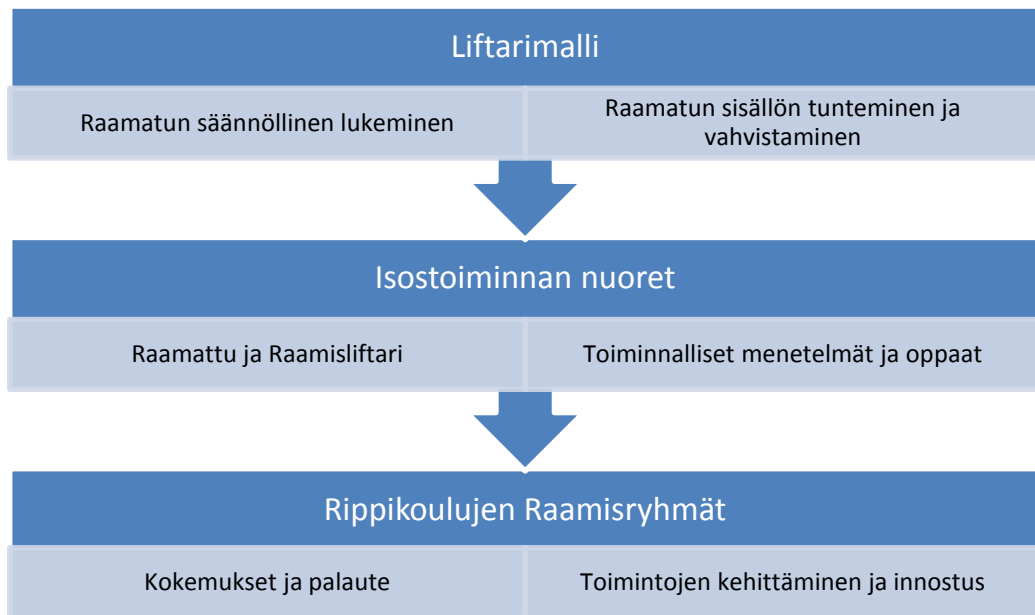 Liftarimalli
Raamatun säännöllinen lukeminen
Raamatun sisällön tunteminen ja
vahvistaminen
Isostoiminnan nuoret
Raamattu ja Raamisliftari
Toiminnalliset menetelmät ja oppaat
Rippikoulujen Raamisryhmät
Kokemukset ja palaute
Toimintojen kehittäminen ja innostus